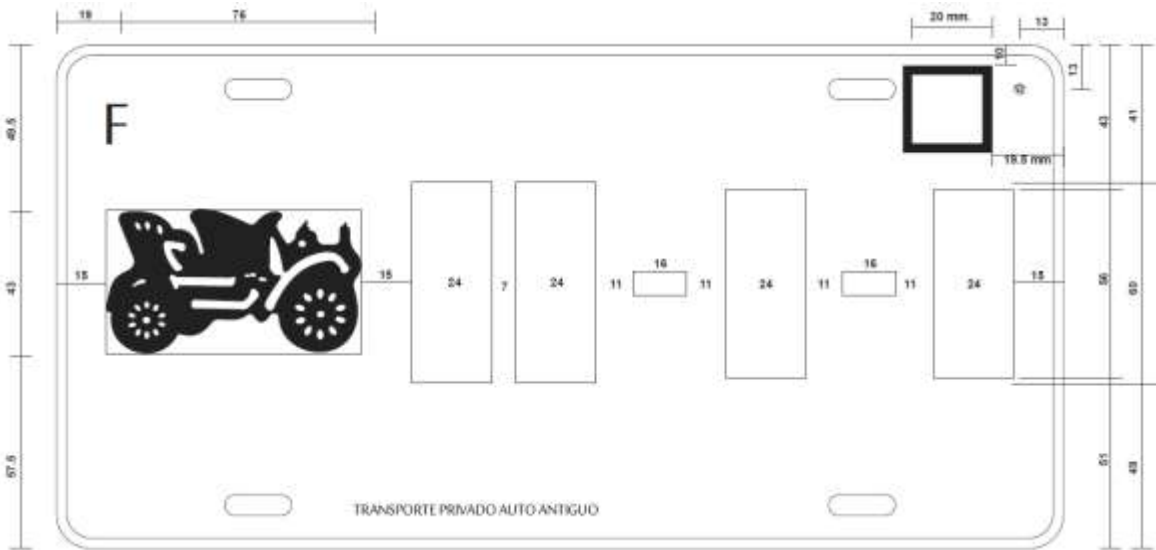 19 76 20 mm. 13
10 13
F
49.5 43 41
19.5 mm
15 15 24 7 24 11 16 11 24 11 16 11 24 15
43 56 60
57.5 51 49
TRANSPORTE PRIVADO AUTO ANTIGUO